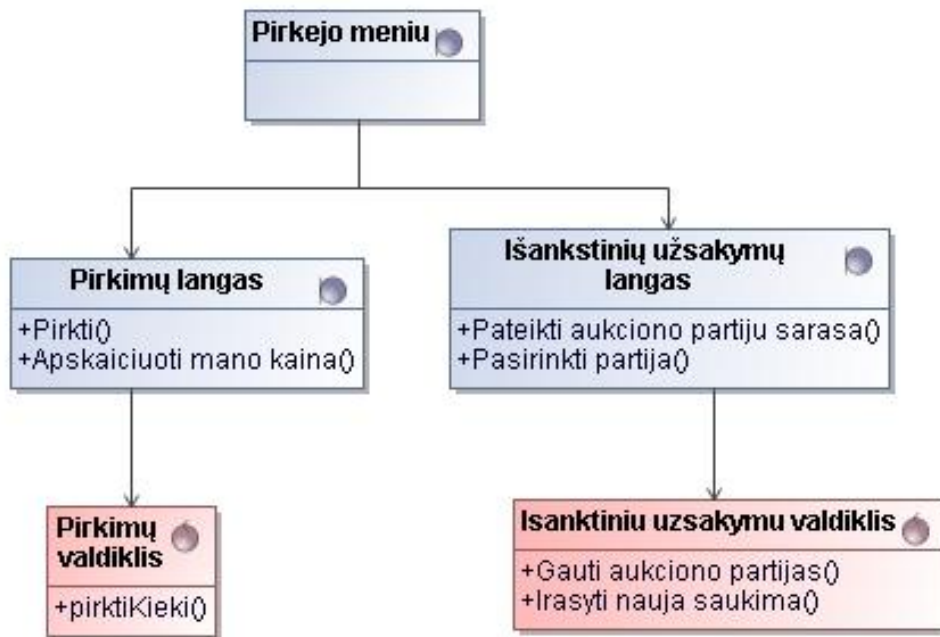 Pirkejo meniu
Pirkimų langas
+Pirkti()
+Apskaiciuoti mano kaina()
Išankstinių užsakymų
langas
+Pateikti aukciono partiju sarasa()
+Pasirinkti partija()
Pirkimų
valdiklis
+pirktiKieki()
Isanktiniu uzsakymu valdiklis
+Gauti aukciono partijas()
+Irasyti nauja saukima()